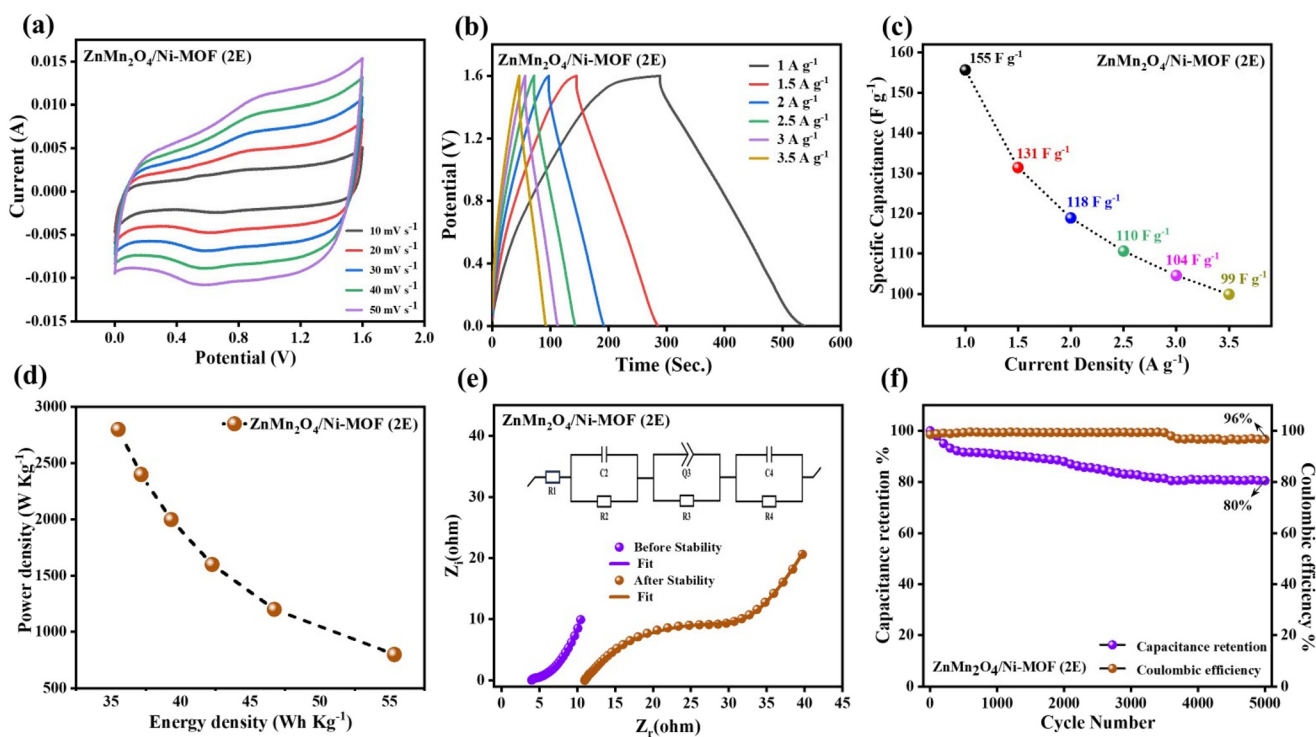 (a)
ZnMn₂O₄/Ni-MOF (2E)
0.015
0.010
0.005
0.000
-0.005
-0.010
-0.015
Current (A)
10 mV s⁻¹
20 mV s⁻¹
30 mV s⁻¹
40 mV s⁻¹
50 mV s⁻¹
0.0 0.4 0.8 1.2 1.6 2.0
Potential (V)
(b)
ZnMn₂O₄/Ni-MOF (2E)
1.6
1.2
0.8
0.4
0.0
Potential (V)
1 A g⁻¹
1.5 A g⁻¹
2 A g⁻¹
2.5 A g⁻¹
3 A g⁻¹
3.5 A g⁻¹
0 100 200 300 400 500 600
Time (Sec.)
(c)
ZnMn₂O₄/Ni-MOF (2E)
160
150
140
130
120
110
100
Specific Capacitance (F g⁻¹)
155 F g⁻¹
131 F g⁻¹
118 F g⁻¹
110 F g⁻¹
104 F g⁻¹
99 F g⁻¹
1.0 1.5 2.0 2.5 3.0 3.5
Current Density (A g⁻¹)
(d)
ZnMn₂O₄/Ni-MOF (2E)
3000
2500
2000
1500
1000
500
Power density (W Kg⁻¹)
35 40 45 50 55
Energy density (Wh Kg⁻¹)
(e)
ZnMn₂O₄/Ni-MOF (2E)
40
30
20
10
0
Zᵢ(ohm)
C2 Q3 C4
R1
R2 R3 R4
Before Stability
Fit
After Stability
Fit
0 5 10 15 20 25 30 35 40 45
Zᵣ(ohm)
(f)
100
80
60
40
20
0
Capacitance retention %
96%
80%
100
80
60
40
20
0
Coulombic efficiency %
Capacitance retention
ZnMn₂O₄/Ni-MOF (2E)
Coulombic efficiency
0 1000 2000 3000 4000 5000
Cycle Number